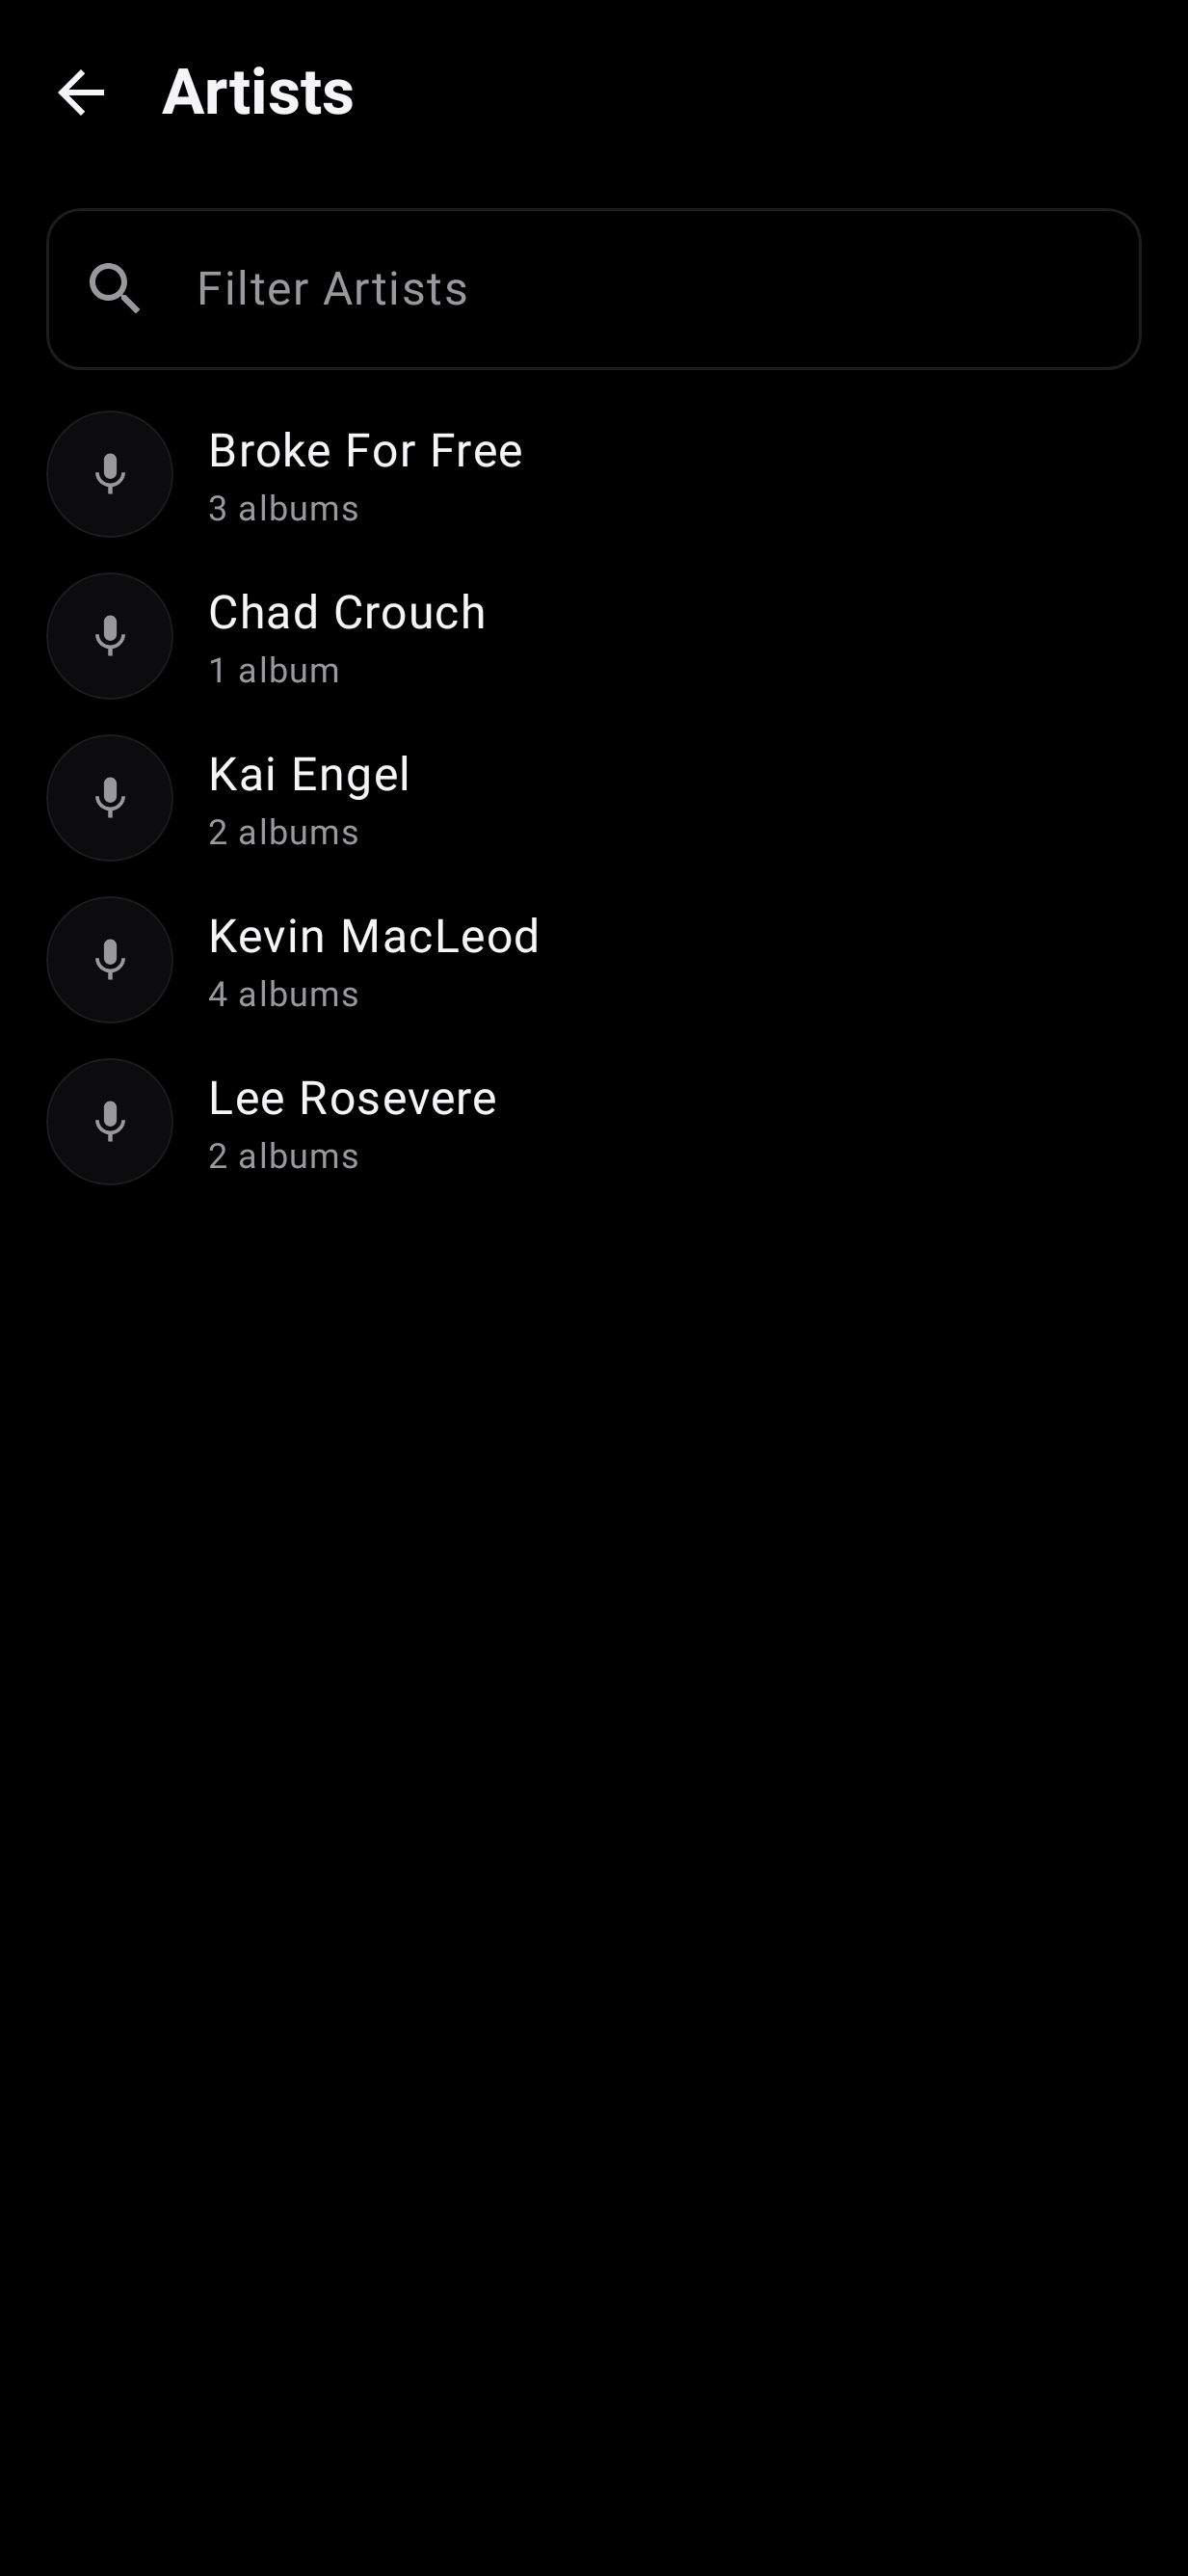 Artists
Filter Artists
Broke For Free
3 albums
Chad Crouch
1 album
Kai Engel
2 albums
Kevin MacLeod
4 albums
Lee Rosevere
2 albums